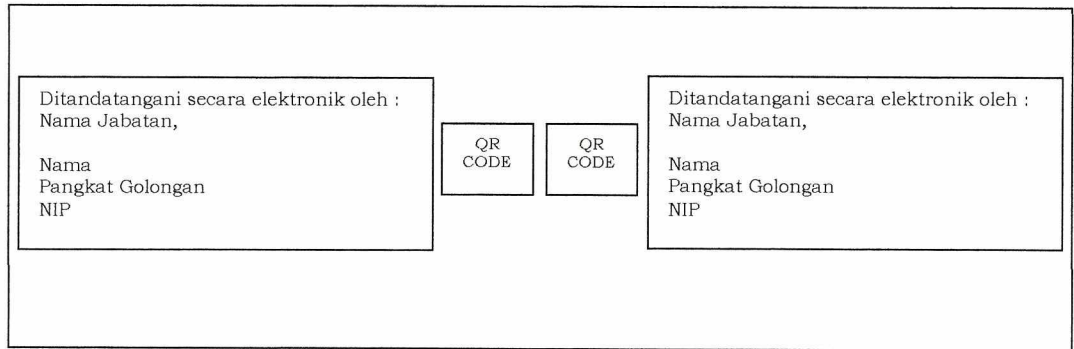 Ditandatangani secara elektronik oleh :
Nama Jabatan,
Nama
Pangkat Golongan
NIP
QR
CODE
QR
CODE
Ditandatangani secara elektronik oleh :
Nama Jabatan,
Nama
Pangkat Golongan
NIP